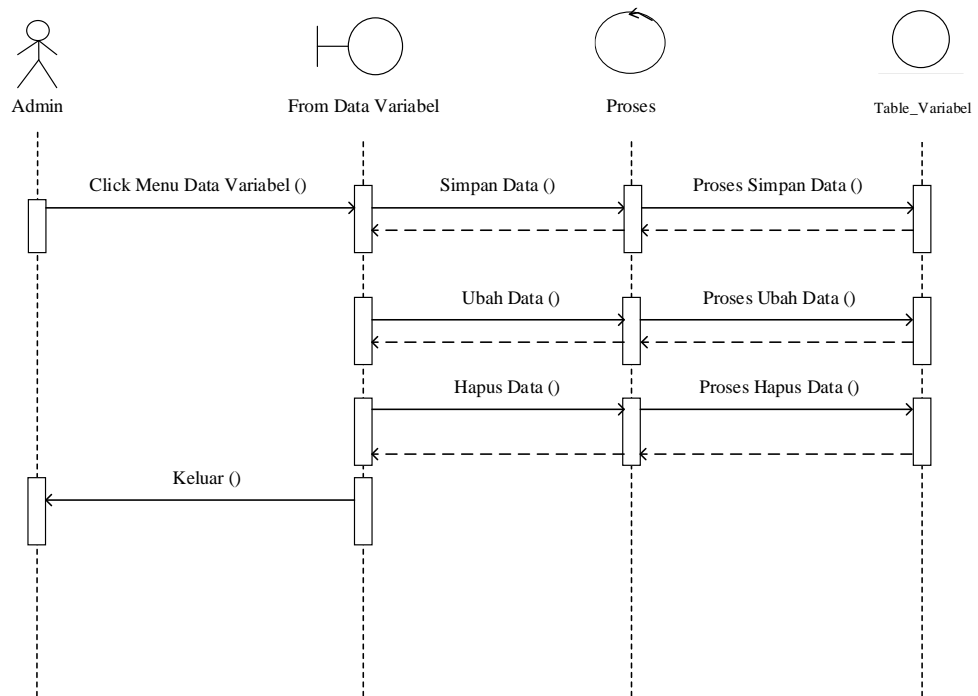 Admin
From Data Variabel
Proses
Table_Variabel
Click Menu Data Variabel ()
Simpan Data ()
Proses Simpan Data ()
Ubah Data ()
Proses Ubah Data ()
Hapus Data ()
Proses Hapus Data ()
Keluar ()